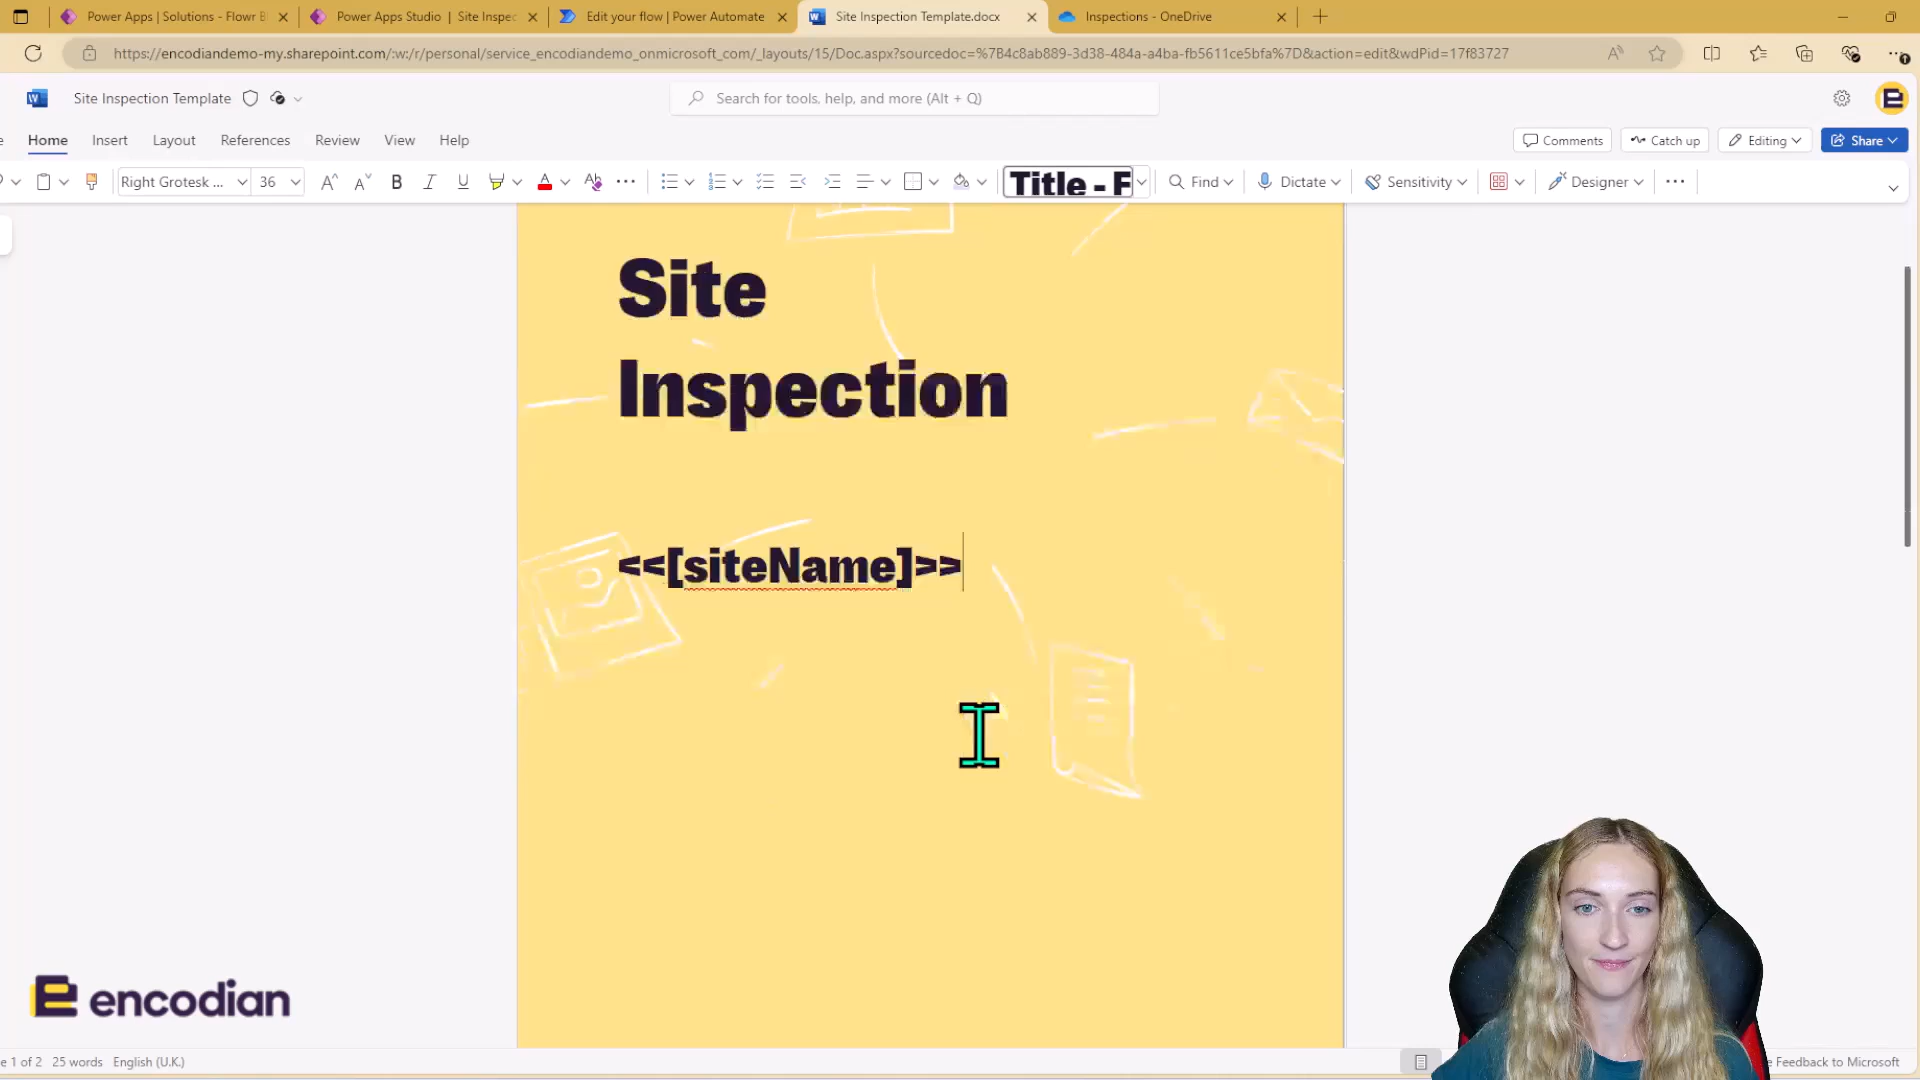 Power Apps | Solutions - Flowr B
Power Apps Studio | Site Inspec
Edit your flow | Power Automate
Site Inspection Template.docx
Inspections - OneDrive
https://encodiandemo-my.sharepoint.com/:w:/r/personal/service_encodiandemo_onmicrosoft_com/_layouts/15/Doc.aspx?sourcedoc=%7B4c8ab889-3d38-484a-a4ba-fb5611ce5bfa%7D&action=edit&wdPid=17f83727
Site Inspection Template
Search for tools, help, and more (Alt + Q)
Home Insert Layout References Review View Help
Comments Catch up Editing Share
Right Grotesk ... 36 B I U A Title - F Find Dictate Sensitivity Designer
Site
Inspection
<<[siteName]>>
encodian
e 1 of 2 25 words English (U.K.)
Feedback to Microsoft